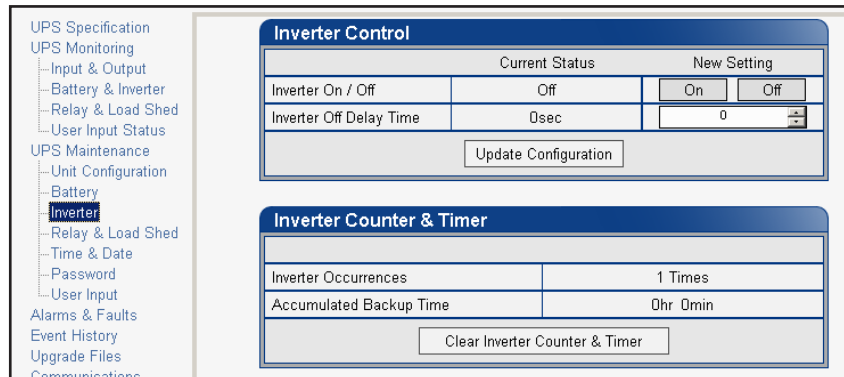 UPS Specification
UPS Monitoring
Input & Output
Battery & Inverter
Relay & Load Shed
User Input Status
UPS Maintenance
Unit Configuration
Battery
Inverter
Relay & Load Shed
Time & Date
Password
User Input
Alarms & Faults
Event History
Upgrade Files
Communications
Inverter Control
Current Status New Setting
Inverter On / Off Off On Off
Inverter Off Delay Time 0sec 0
Update Configuration
Inverter Counter & Timer
Inverter Occurrences 1 Times
Accumulated Backup Time 0hr 0min
Clear Inverter Counter & Timer